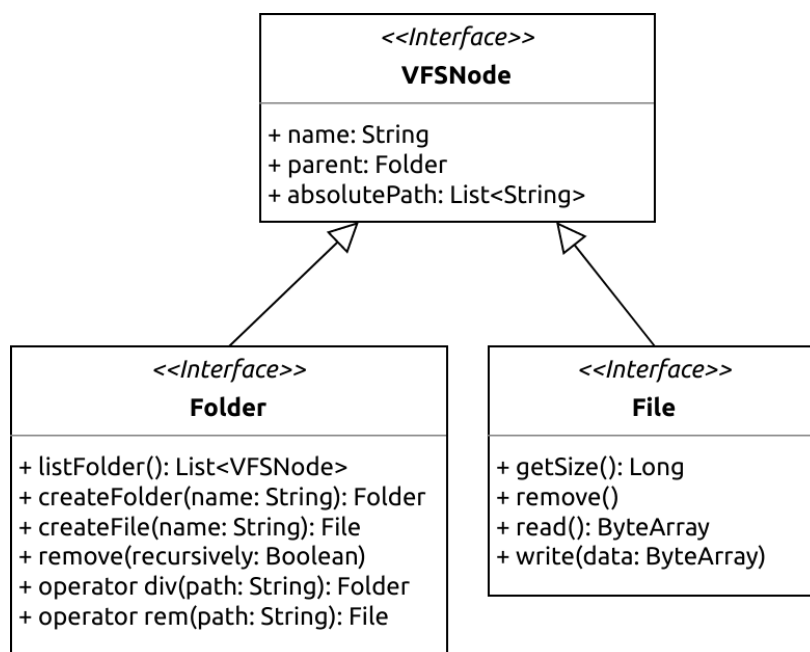 <<Interface>>
VFSNode
+ name: String
+ parent: Folder
+ absolutePath: List<String>
<<Interface>>
Folder
+ listFolder(): List<VFSNode>
+ createFolder(name: String): Folder
+ createFile(name: String): File
+ remove(recursively: Boolean)
+ operator div(path: String): Folder
+ operator rem(path: String): File
<<Interface>>
File
+ getSize(): Long
+ remove()
+ read(): ByteArray
+ write(data: ByteArray)